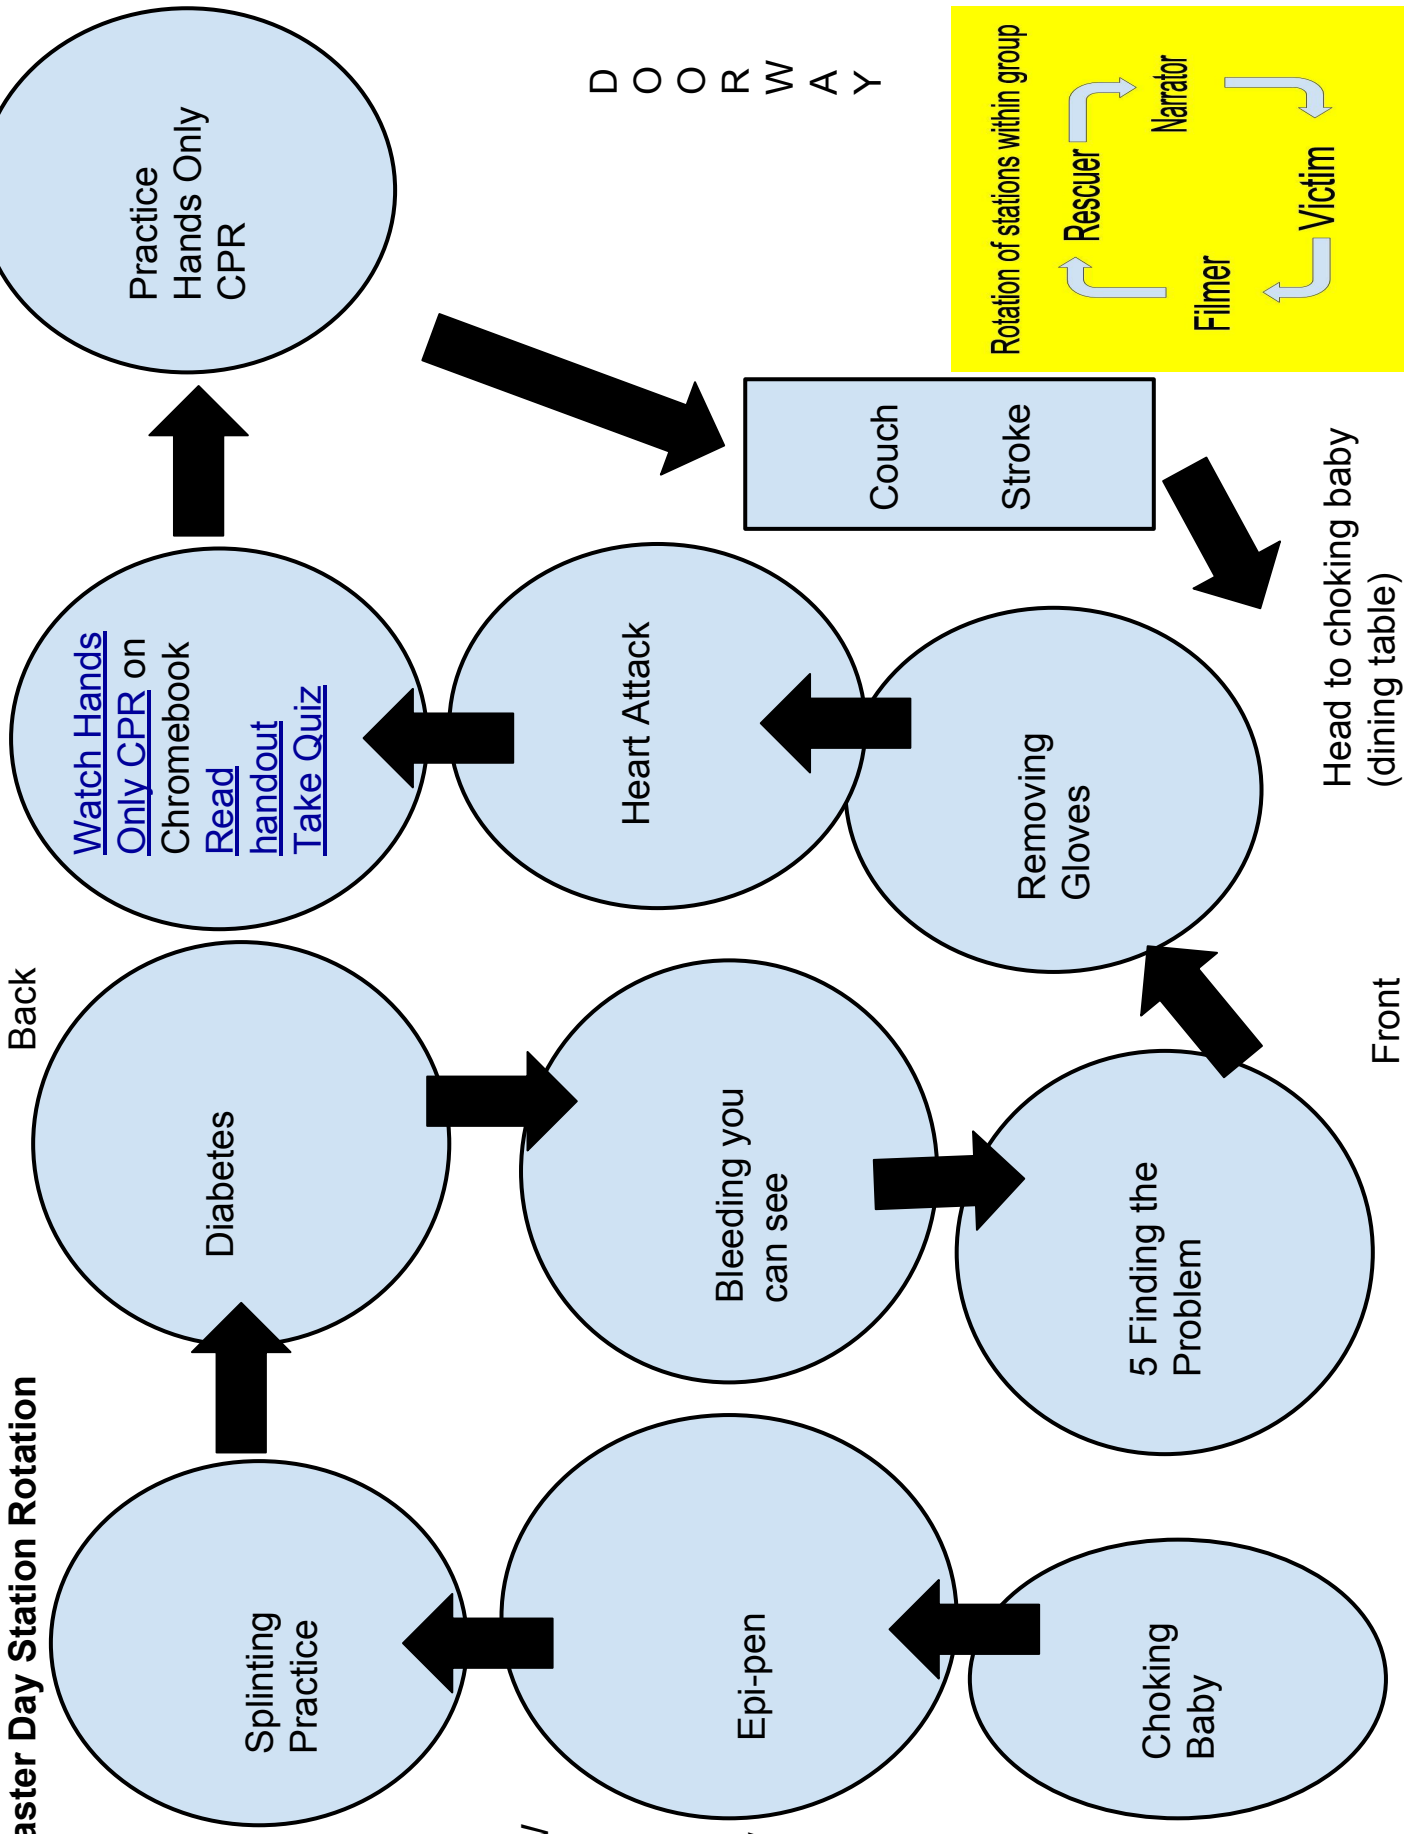 aster Day Station Rotation
Back
Splinting
Practice
Diabetes
Watch Hands
Only CPR on
Chromebook
Read
handout
Take Quiz
Practice
Hands Only
CPR
Epi-pen
Bleeding you
can see
Heart Attack
D
O
O
R
W
A
Y
Choking
Baby
5 Finding the
Problem
Removing
Gloves
Couch
Stroke
Rotation of stations within group
Rescuer
Narrator
Victim
Filmer
Head to choking baby
(dining table)
Front